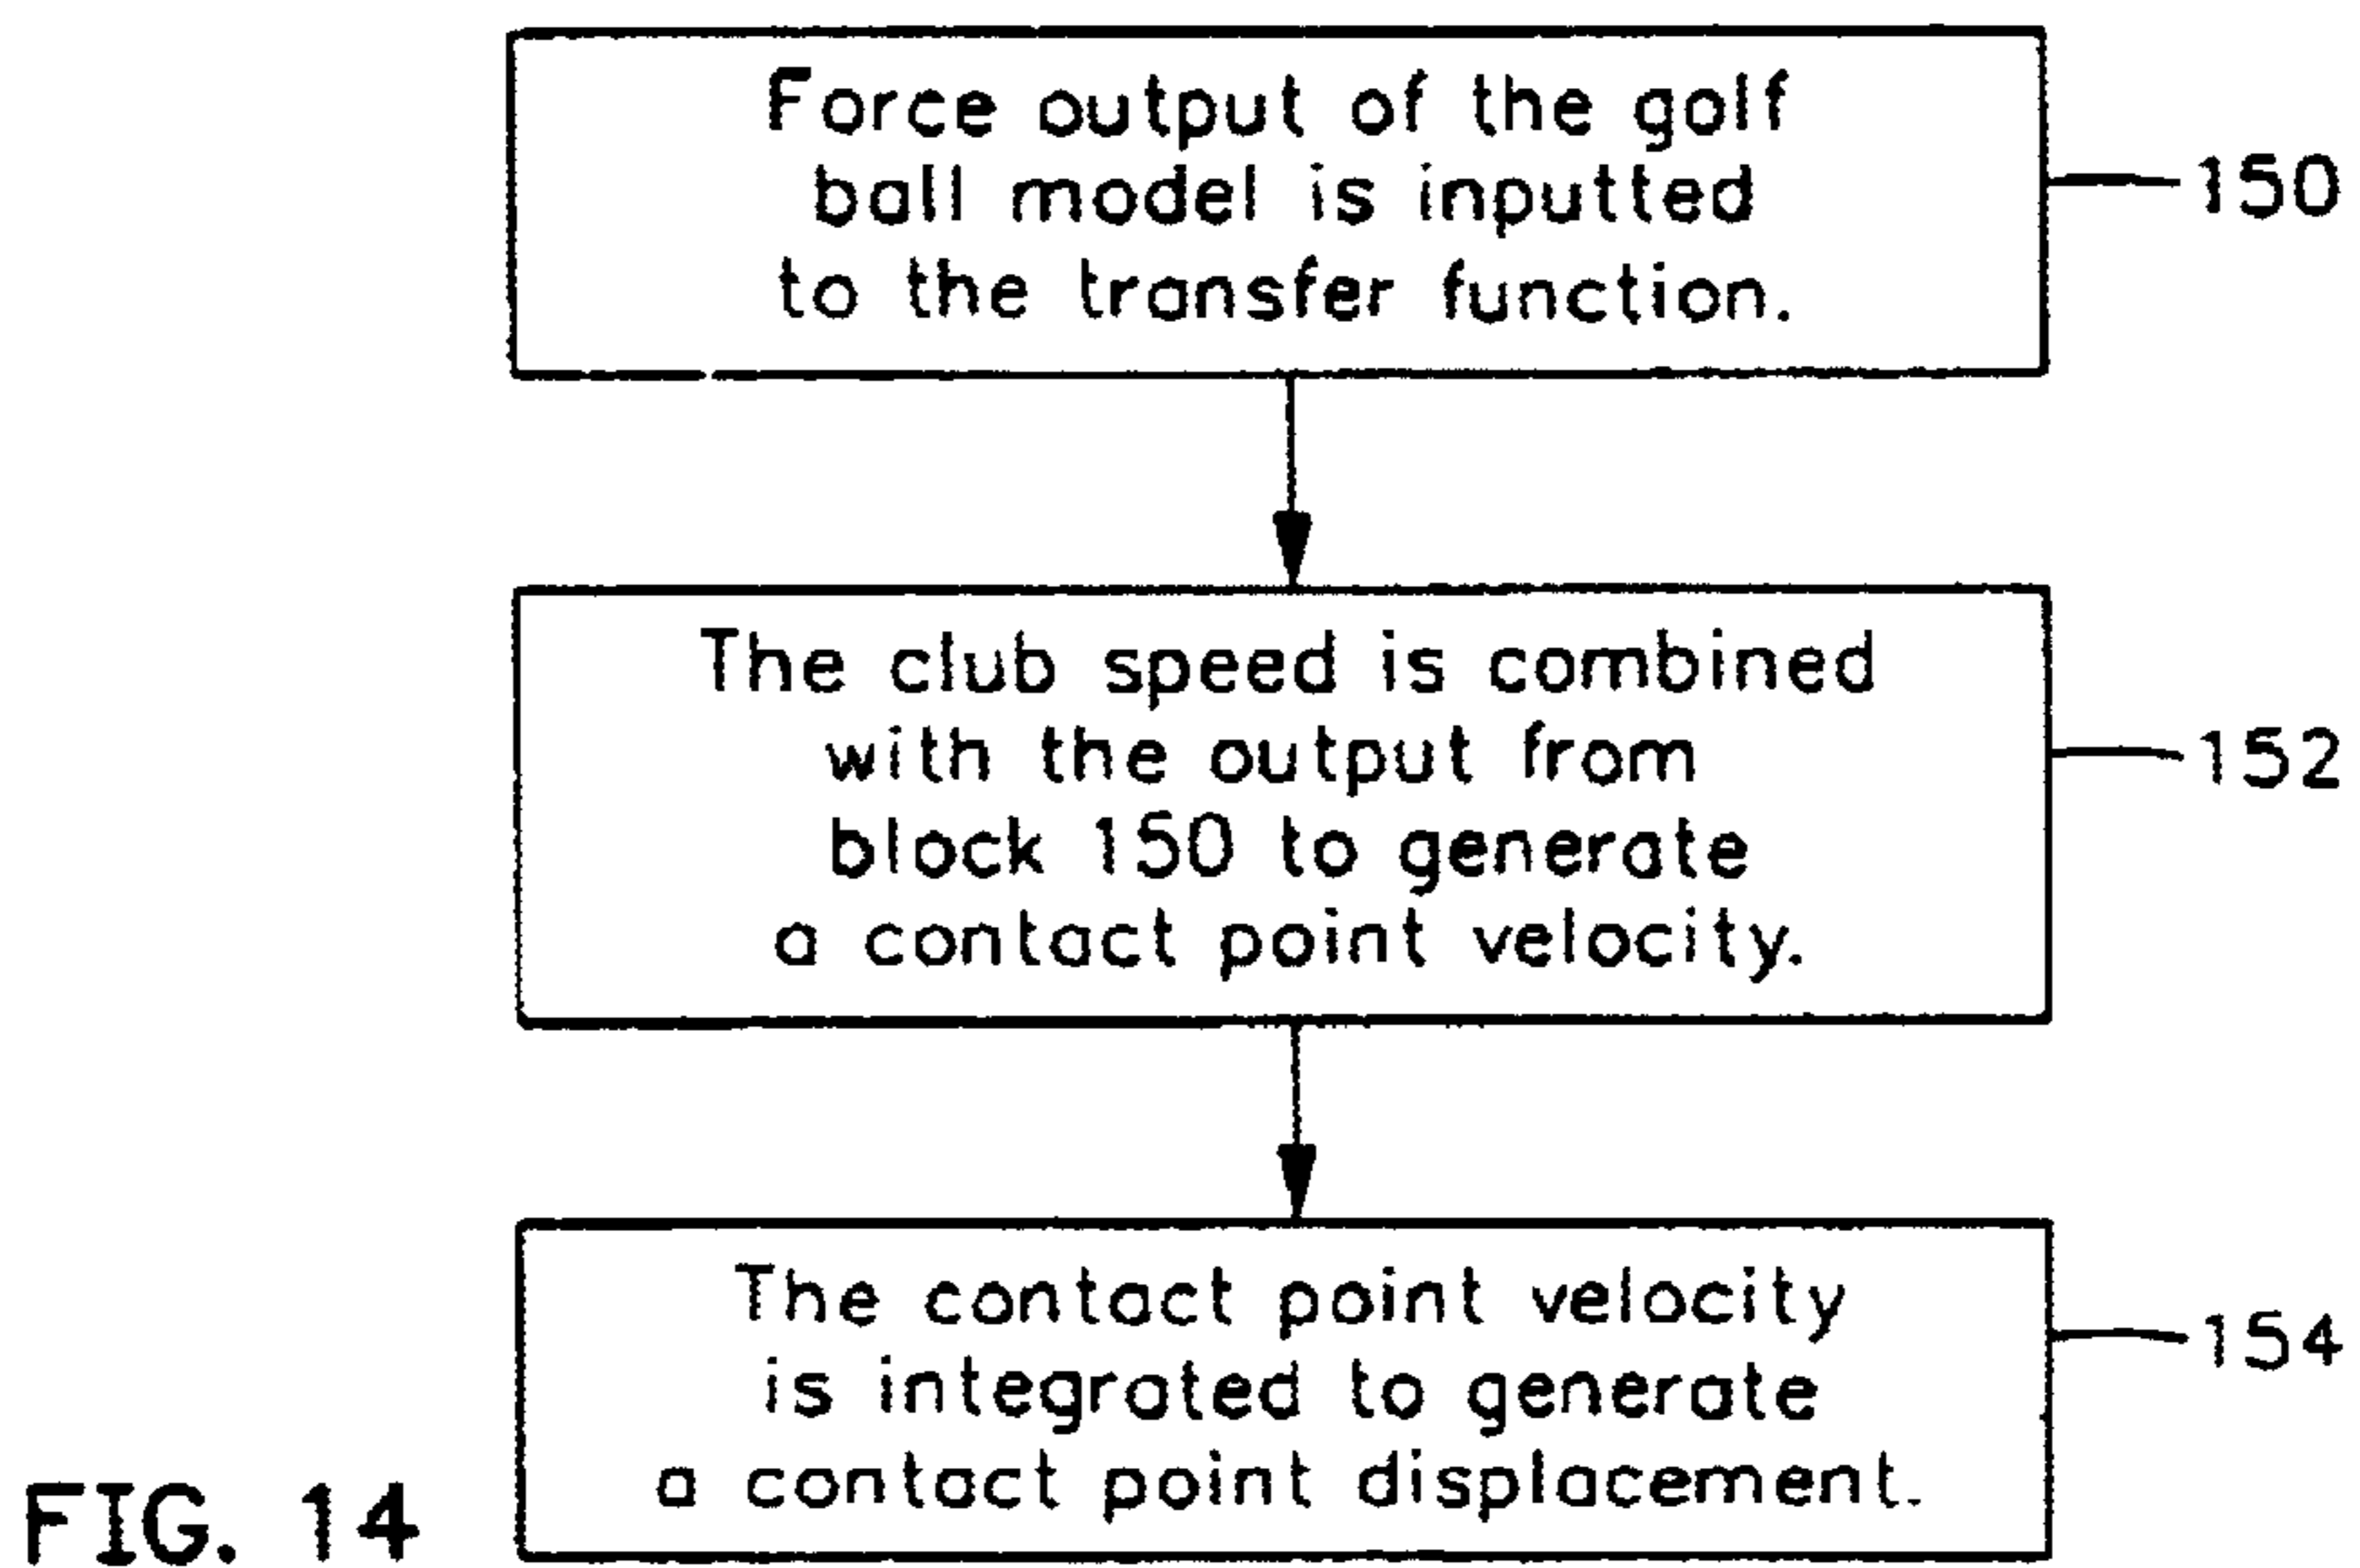 Force output of the golf
ball model is inputted
to the transfer function.
150
The club speed is combined
with the output from
block 150 to generate
a contact point velocity.
152
The contact point velocity
is integrated to generate
a contact point displacement.
154
FIG. 14